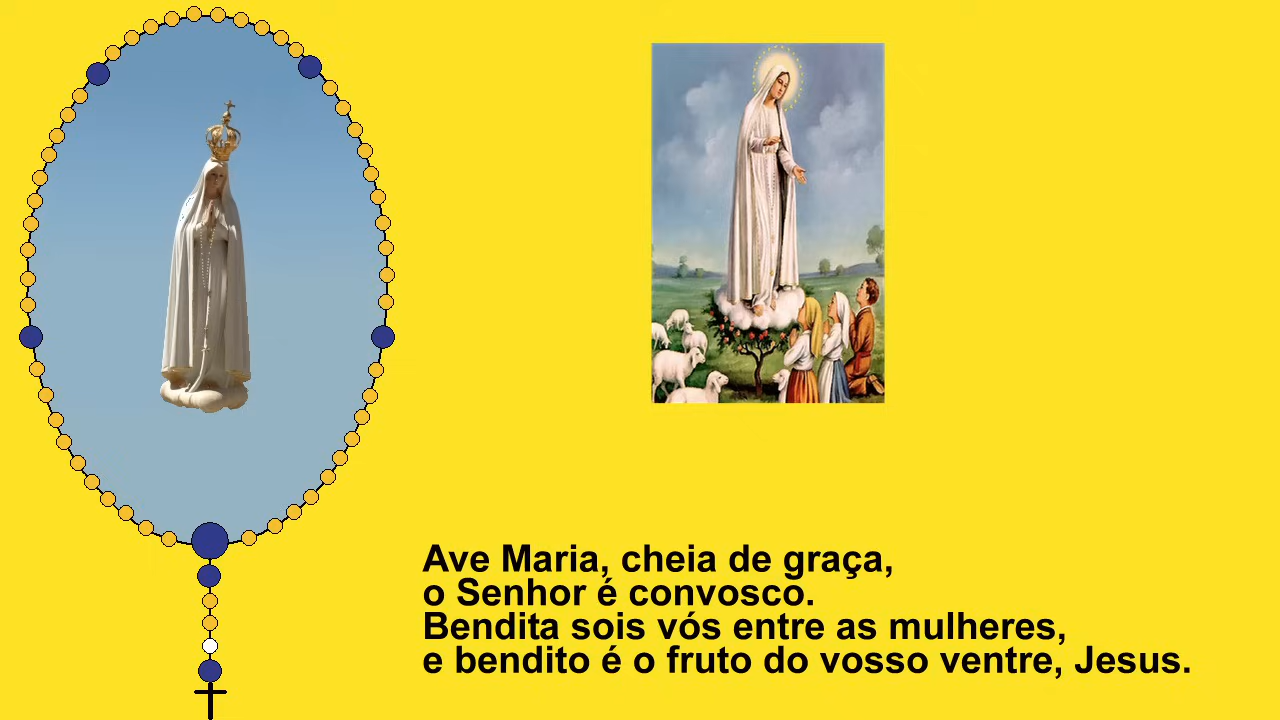 Ave Maria, cheia de graça,
o Senhor é convosco.
Bendita sois vós entre as mulheres,
e bendito é o fruto do vosso ventre, Jesus.